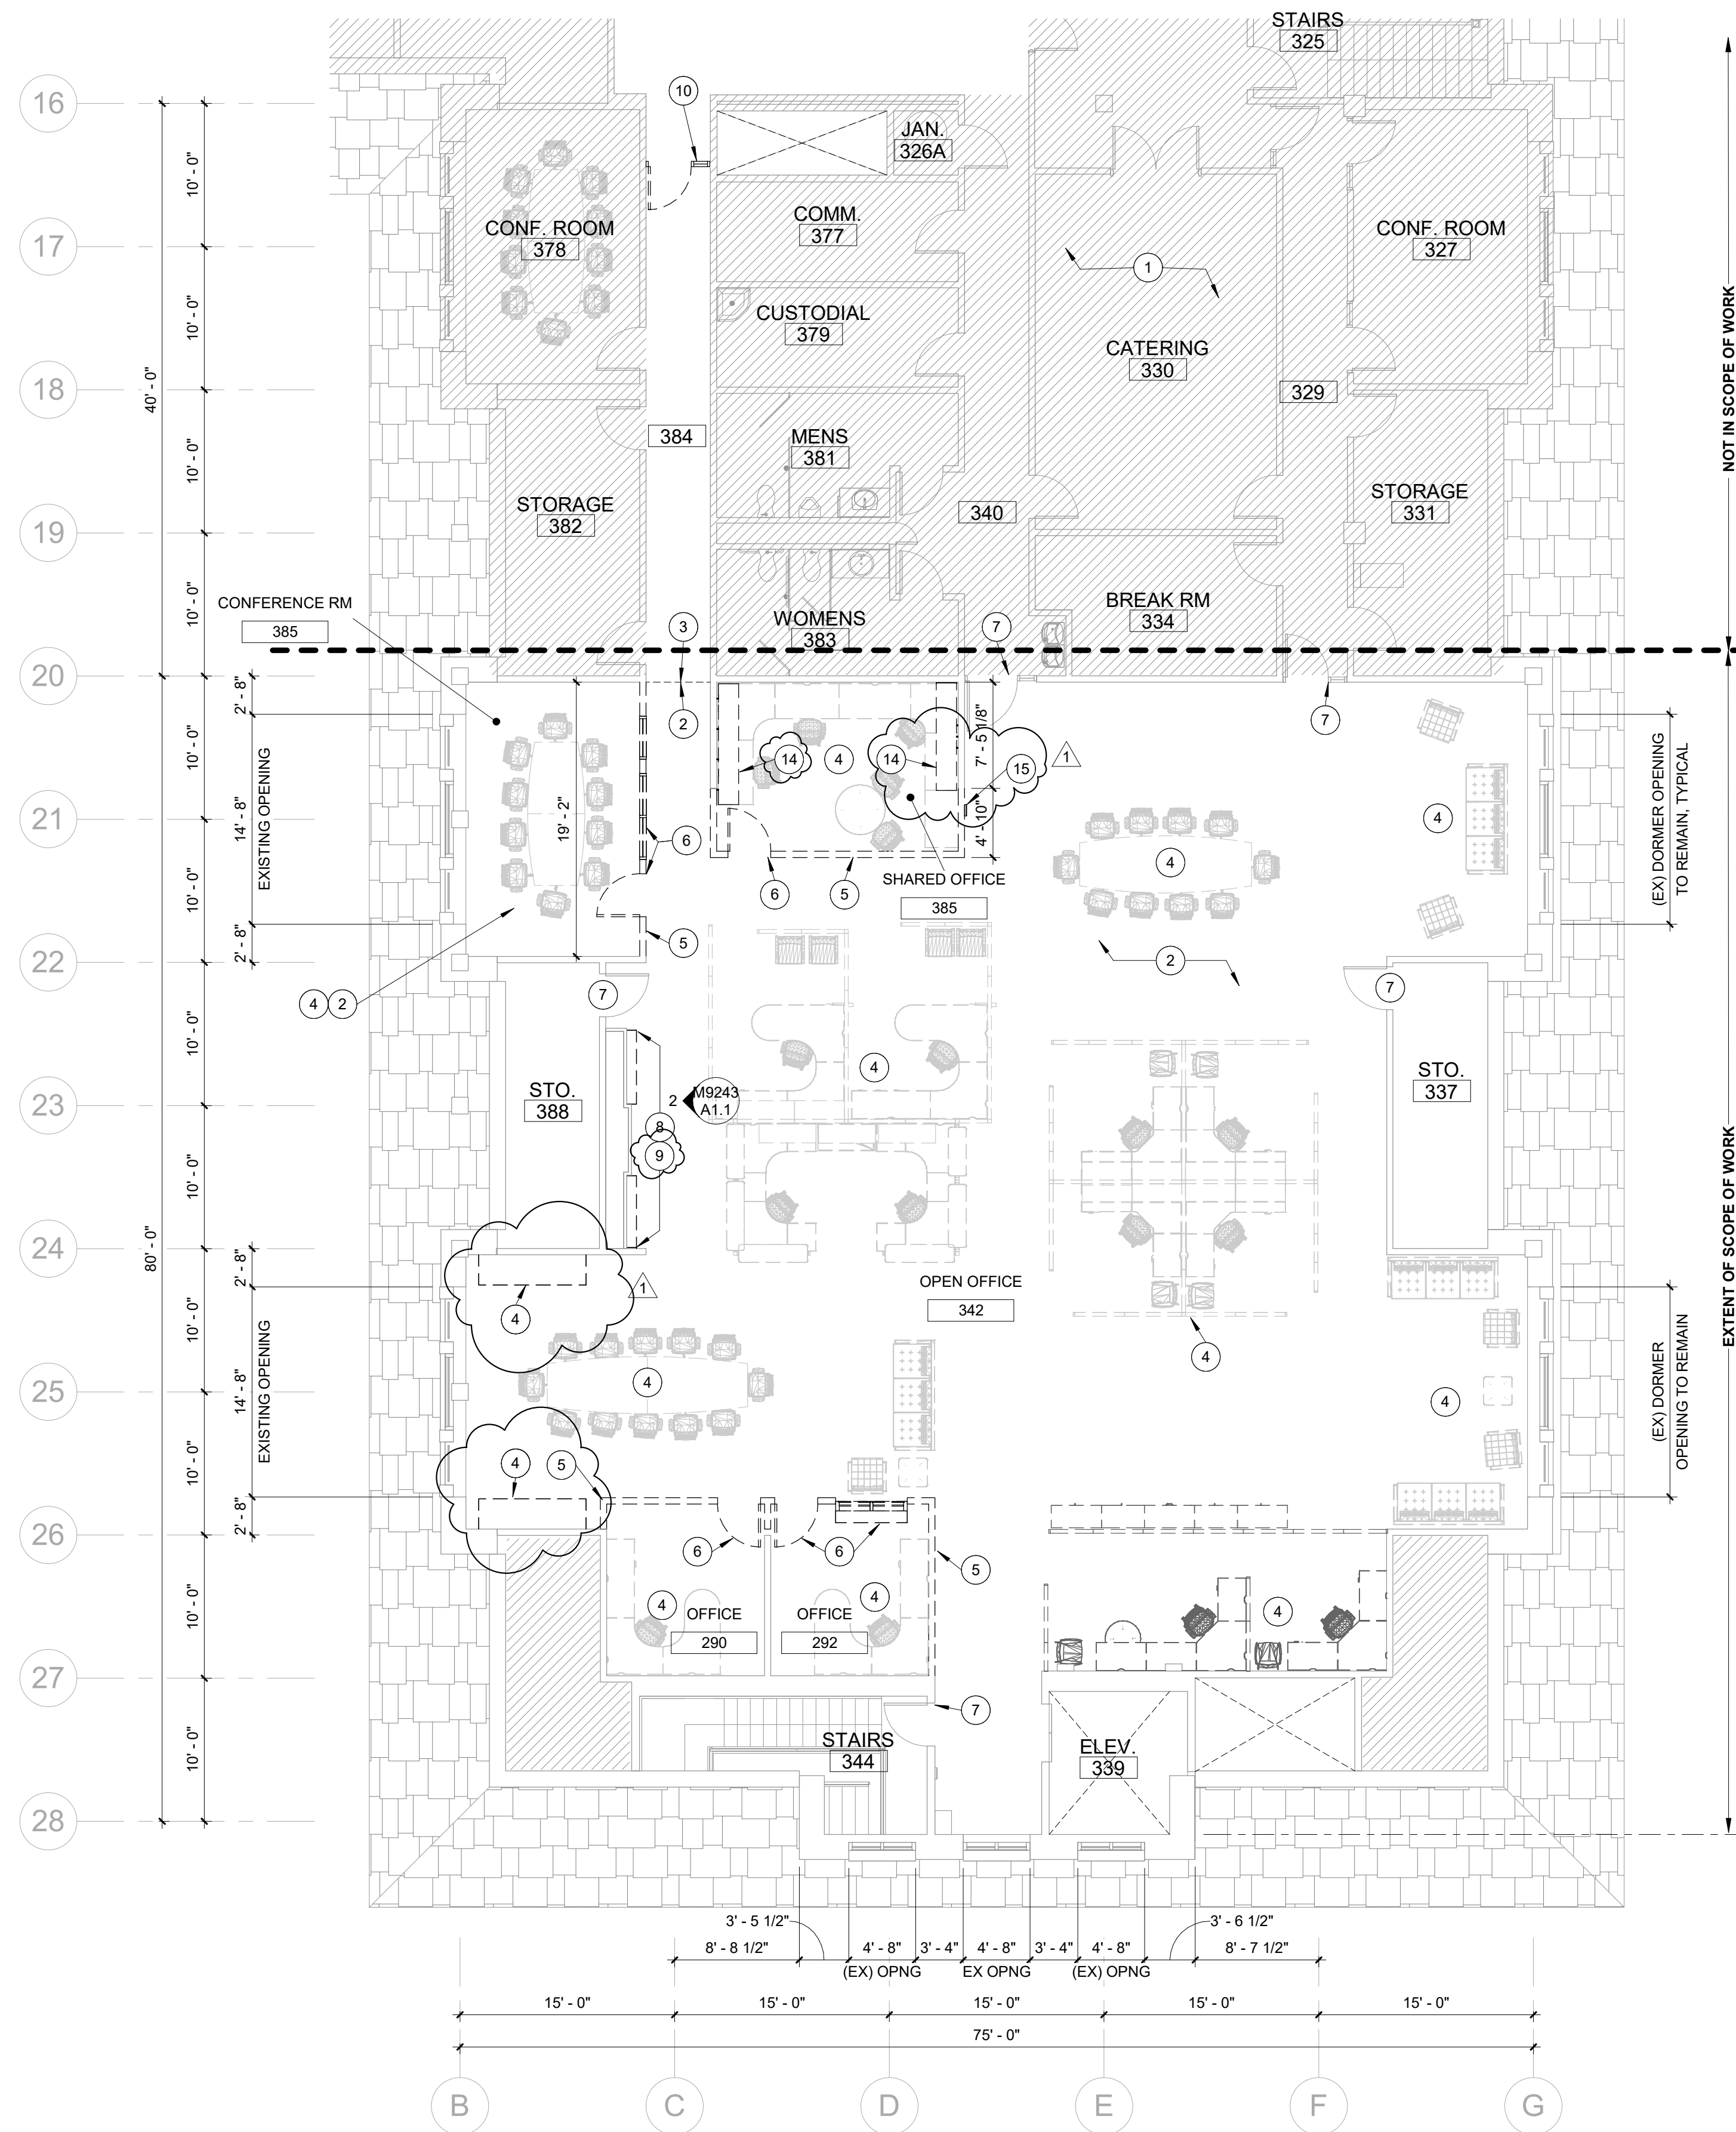 STAIRS
325
16
10
JAN.
326A
10' - 0"
COMM.
377
CONF. ROOM
378
CONF. ROOM
327
17
1
NOT IN SCOPE OF WORK
10' - 0"
CUSTODIAL
379
CATERING
330
18
40' - 0"
329
384
MENS
381
10' - 0"
STORAGE
382
STORAGE
331
340
19
10' - 0"
CONFERENCE RM
385
WOMENS
383
BREAK RM
334
3
7
20
2' - 8"
2
7
10' - 0"
14
4
14
15
7' - 5 1/8"
1
(EX) DORMER OPENING
TO REMAIN, TYPICAL
21
14' - 8"
EXISTING OPENING
19' - 2"
4' - 10"
4
6
4
10' - 0"
6
5
SHARED OFFICE
385
2' - 8"
5
22
2
4
2
7
7
10' - 0"
4
STO.
388
STO.
337
23
2
M9243
A1.1
8
9
10' - 0"
EXTENT OF SCOPE OF WORK
24
80' - 0"
2' - 8"
OPEN OFFICE
342
1
4
10' - 0"
4
14' - 8"
EXISTING OPENING
(EX) DORMER
OPENING TO REMAIN
25
4
4
10' - 0"
4
5
2' - 8"
26
6
6
5
10' - 0"
4
OFFICE
290
OFFICE
292
4
4
27
7
10' - 0"
STAIRS
344
ELEV.
339
28
3' - 5 1/2"
3' - 6 1/2"
8' - 8 1/2"
4' - 8"
3' - 4"
4' - 8"
3' - 4"
4' - 8"
8' - 7 1/2"
(EX) OPNG
EX OPNG
(EX) OPNG
15' - 0"
15' - 0"
15' - 0"
15' - 0"
15' - 0"
75' - 0"
B
C
D
E
F
G